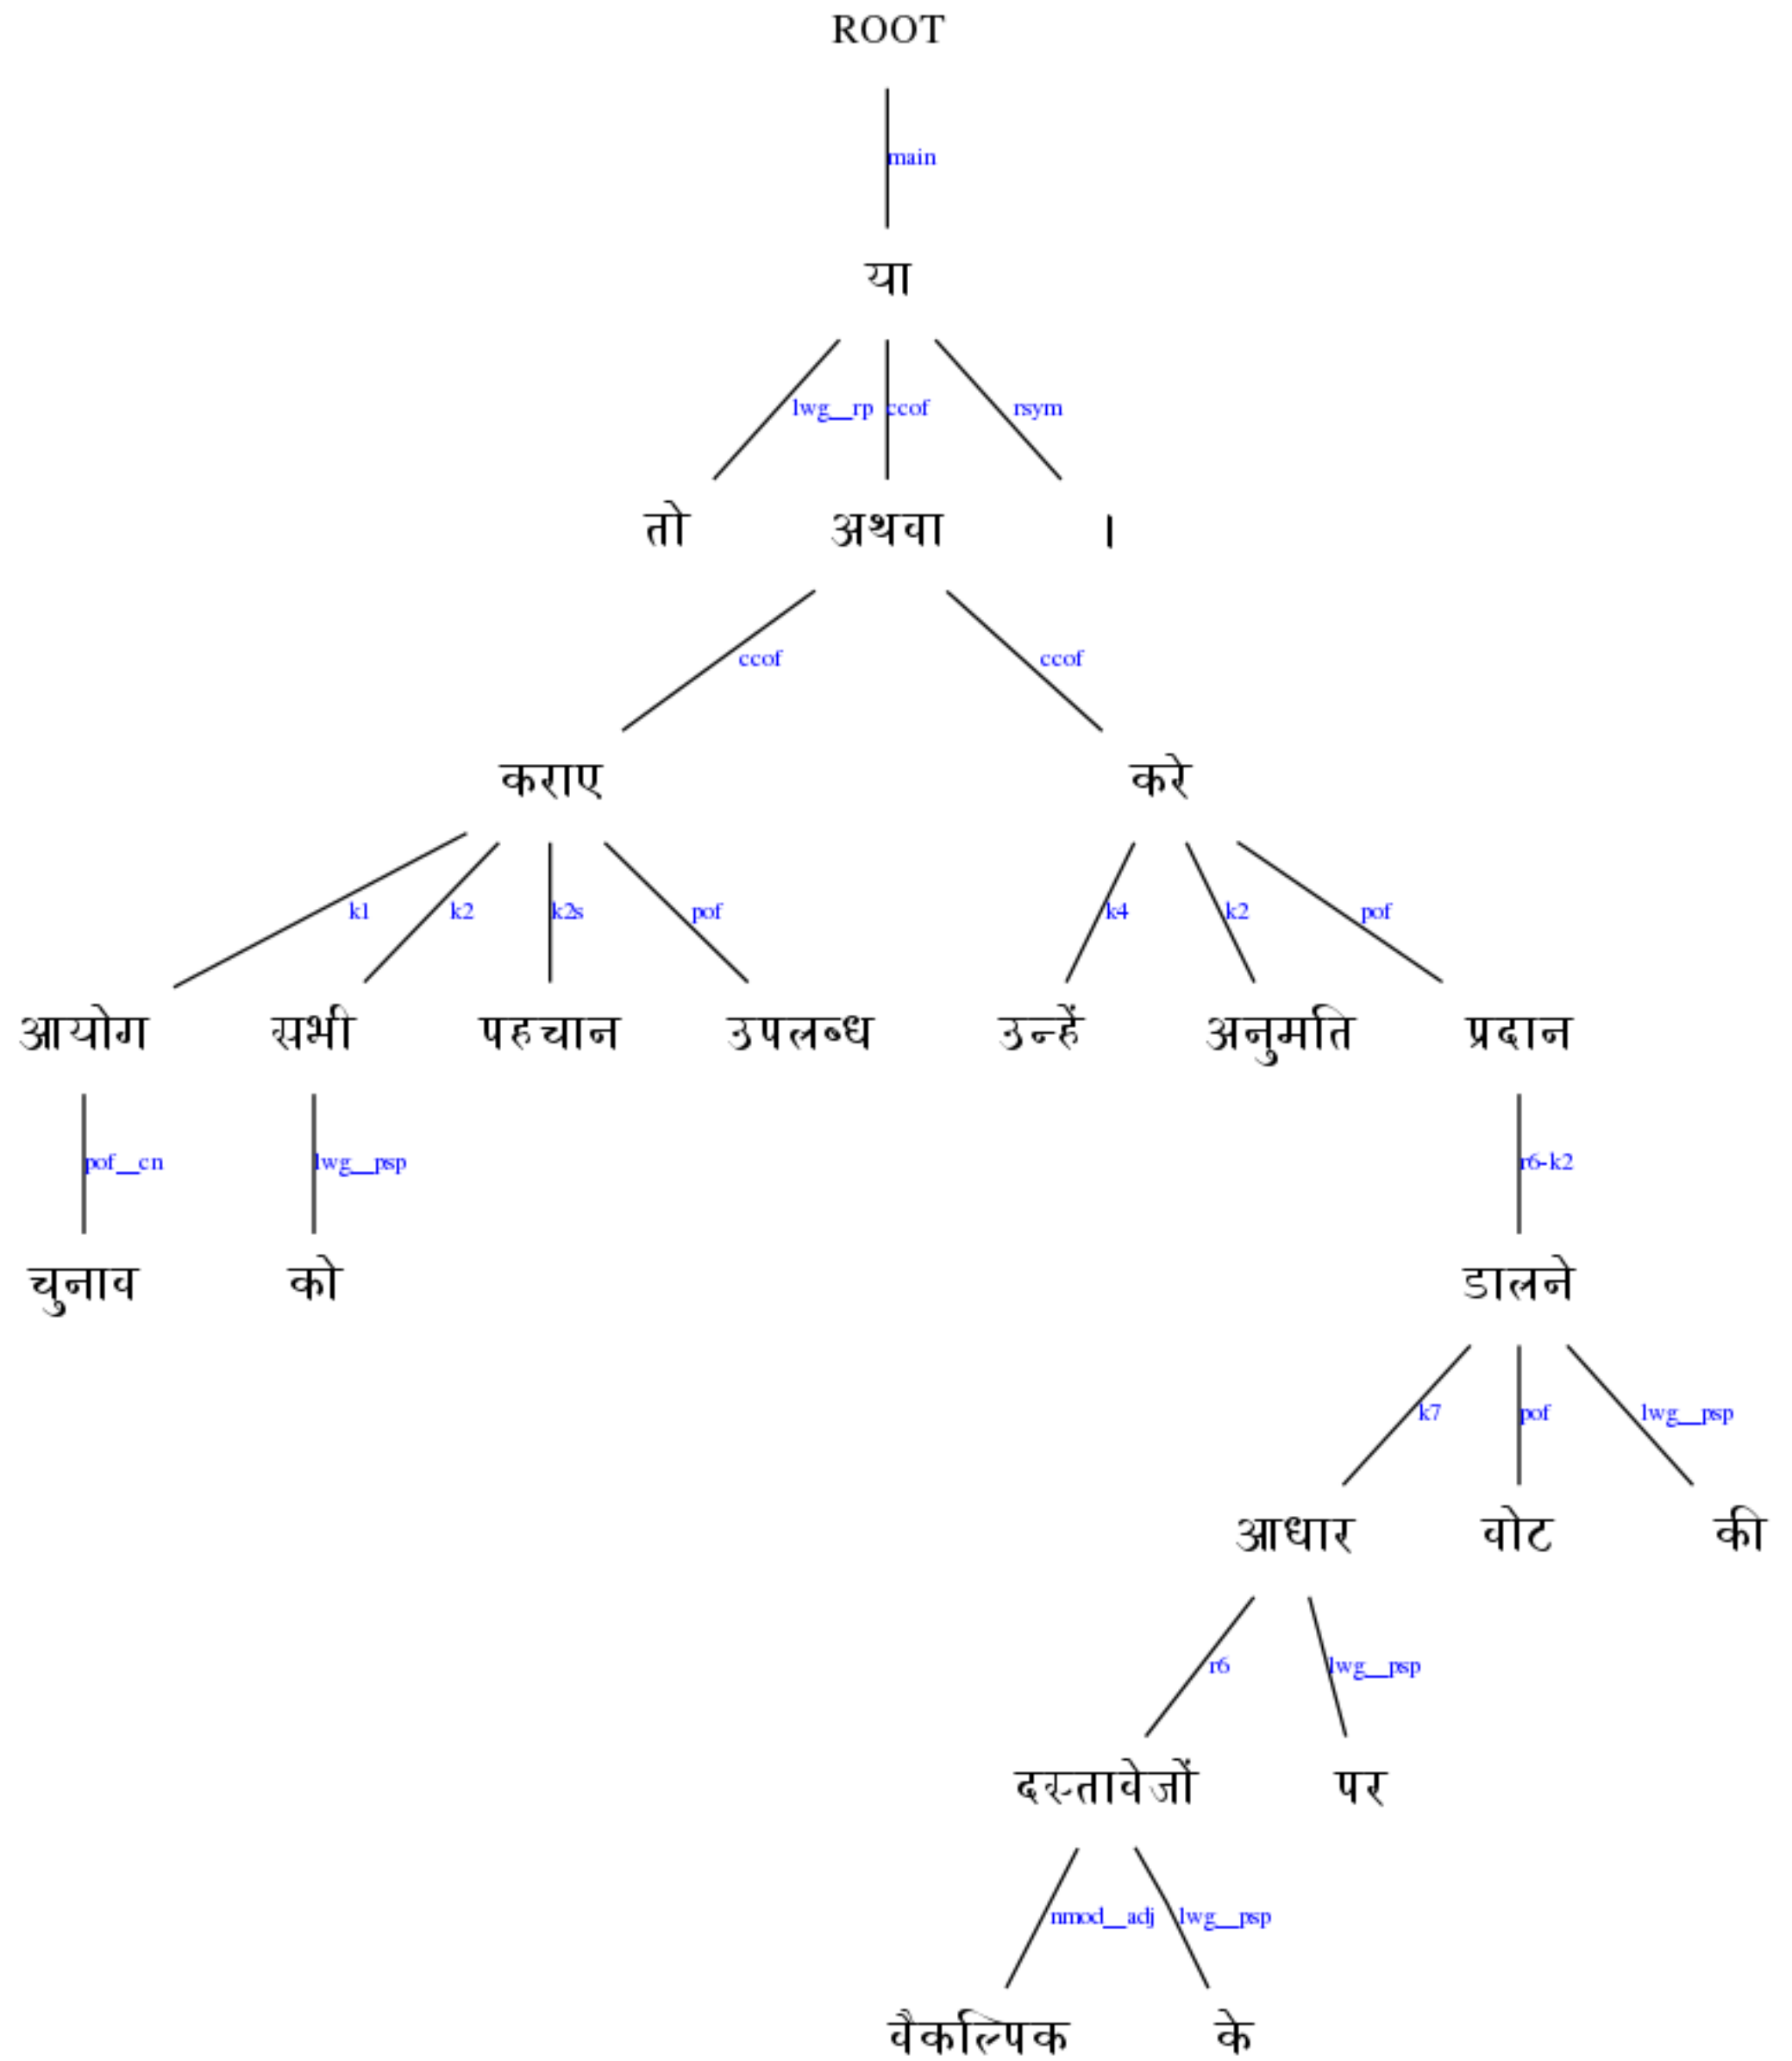 ROOT
main
या
lwg__rp ccof rsym
तो अथवा ।
ccof ccof
कराए करे
k1 k2 k2s pof k4 k2 pof
आयोग सभी पहचान उपलब्ध उन्हें अनुमति प्रदान
pof__cn lwg__psp r6-k2
चुनाव को डालने
k7 pof lwg__psp
आधार वोट की
r6 lwg__psp
दस्तावेजों पर
nmod__adj lwg__psp
वैकल्पिक के